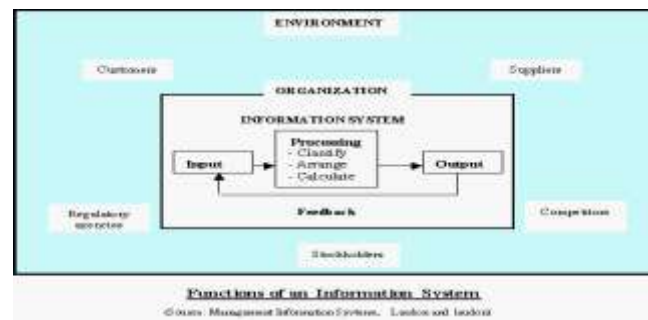 ENVIRONMENT
Customers
Suppliers
ORGANIZATION
INFORMATION SYSTEM
Processing
- Classify
- Arrange
- Calculate
Input
Output
Feedback
Regulatory
agencies
Competitors
Stockholders
Functions of an Information System
Management Information Systems, Laudon and laudon)